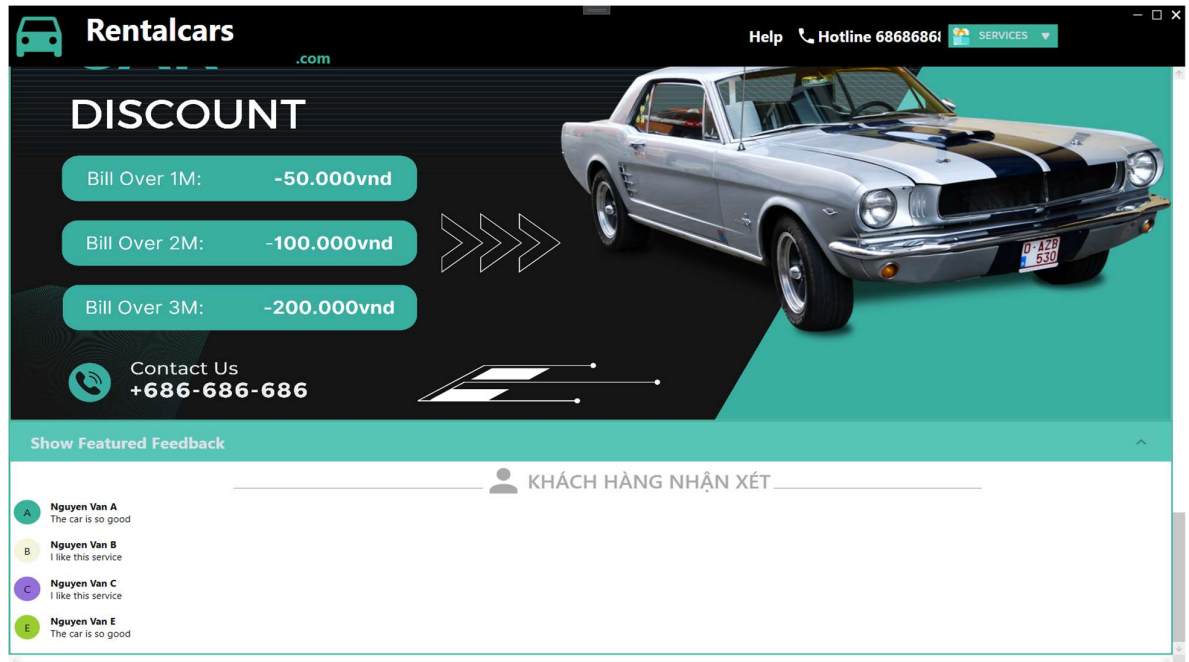 Rentalcars
.com
Help
Hotline 6868686
SERVICES
DISCOUNT
Bill Over 1M: -50.000vnd
Bill Over 2M: -100.000vnd
Bill Over 3M: -200.000vnd
O·AZB
530
Contact Us
+686-686-686
Show Featured Feedback
KHÁCH HÀNG NHẬN XÉT
A
Nguyen Van A
The car is so good
B
Nguyen Van B
I like this service
C
Nguyen Van C
I like this service
E
Nguyen Van E
The car is so good